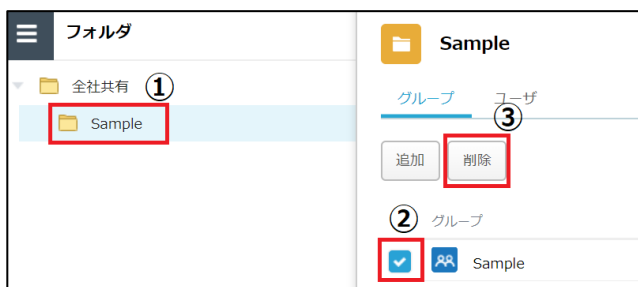 フォルダ
全社共有 ①
Sample
Sample
グループ ユーザ
③
追加 削除
② グループ
Sample